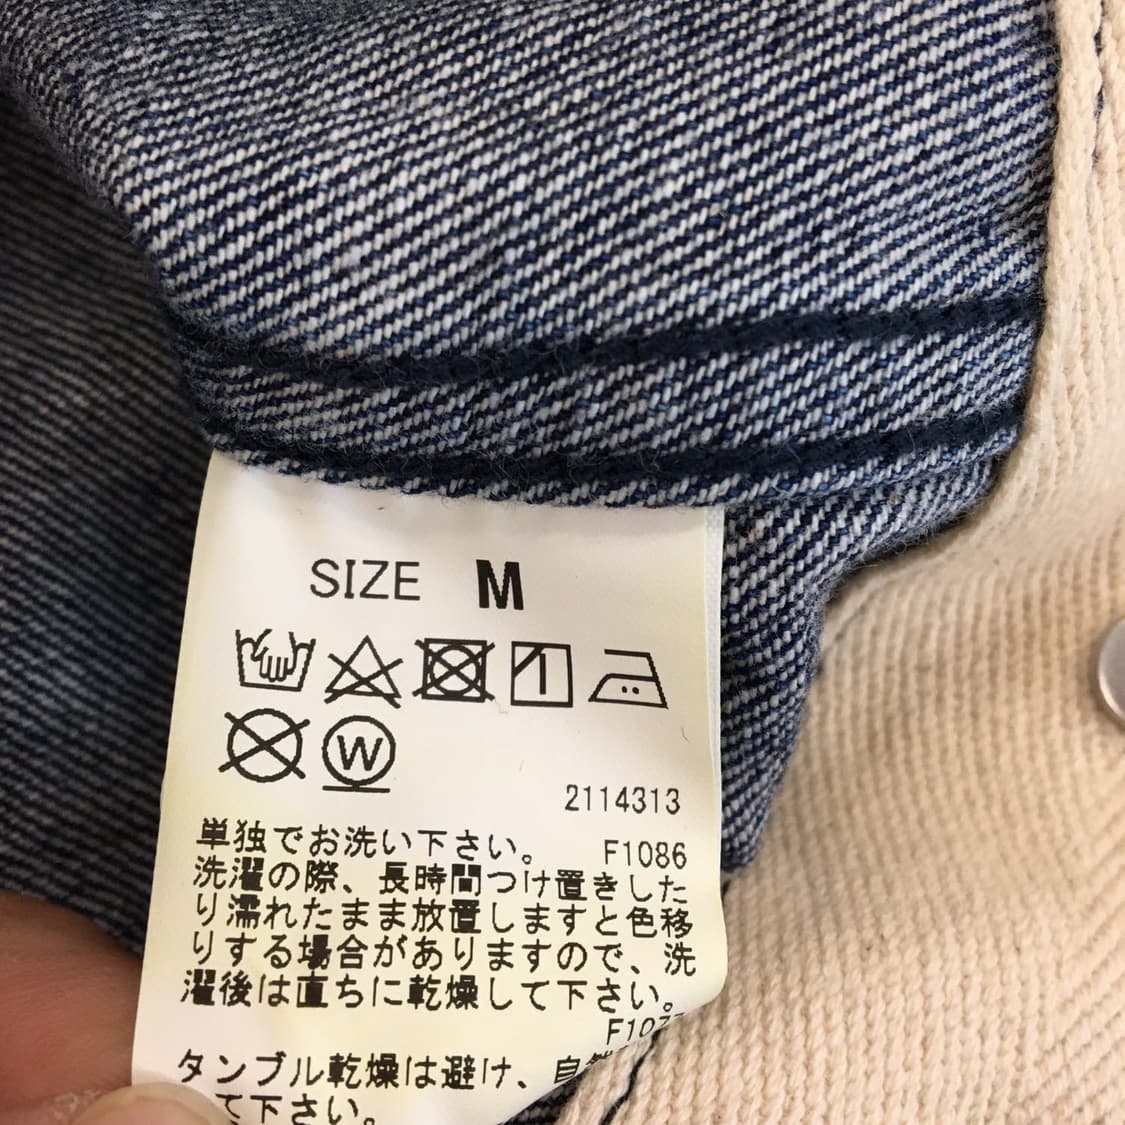 SIZE M
W
2114313
単独でお洗い下さい。 F1086
洗濯の際、長時間つけ置きした
り濡れたまま放置しますと色移
りする場合がありますので、洗
濯後は直ちに乾燥して下さい。
タンブル乾燥は避け、自然
て下さい。